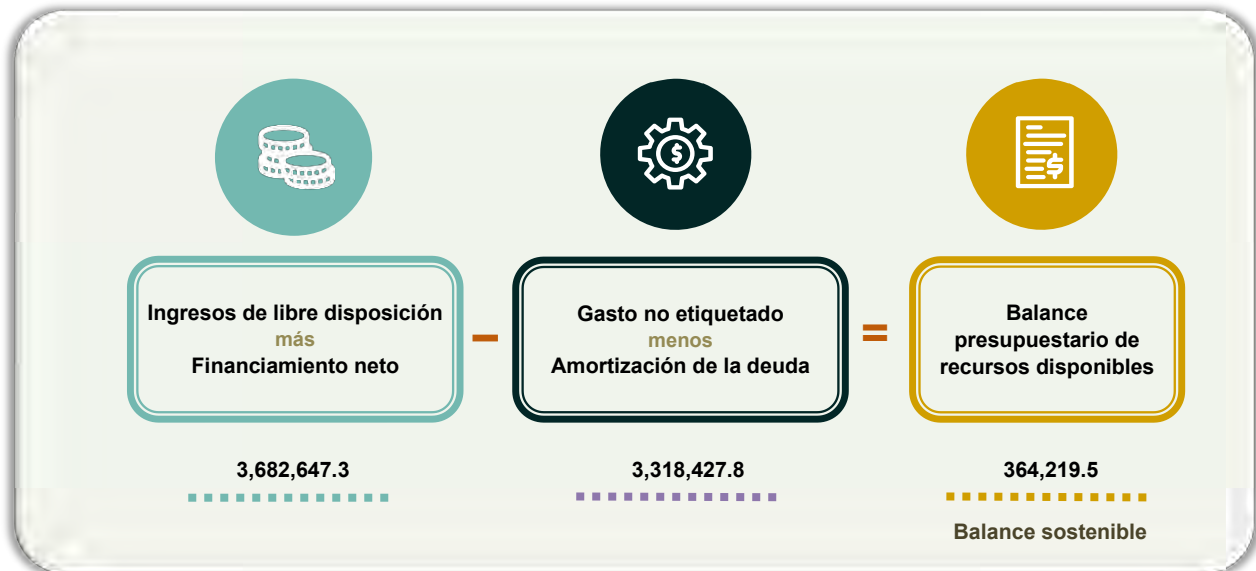 Ingresos de libre disposición
más
Financiamiento neto
−
Gasto no etiquetado
menos
Amortización de la deuda
=
Balance
presupuestario de
recursos disponibles
3,682,647.3
3,318,427.8
364,219.5
Balance sostenible